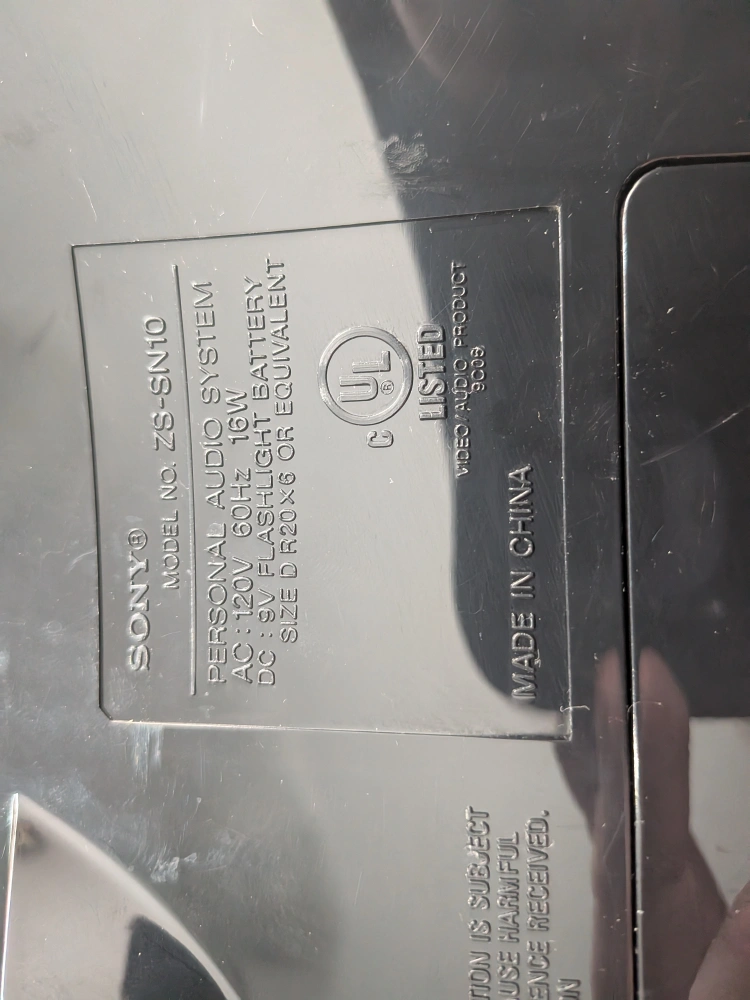 SONY®
MODEL NO. ZS-SN10
PERSONAL AUDIO SYSTEM
AC : 120V 60Hz 16W
DC : 9V FLASHLIGHT BATTERY
SIZE D R20×6 OR EQUIVALENT
C UL ®
LISTED
VIDEO/AUDIO PRODUCT
9C09
MADE IN CHINA
TION IS SUBJECT
USE HARMFUL
ENCE RECEIVED.